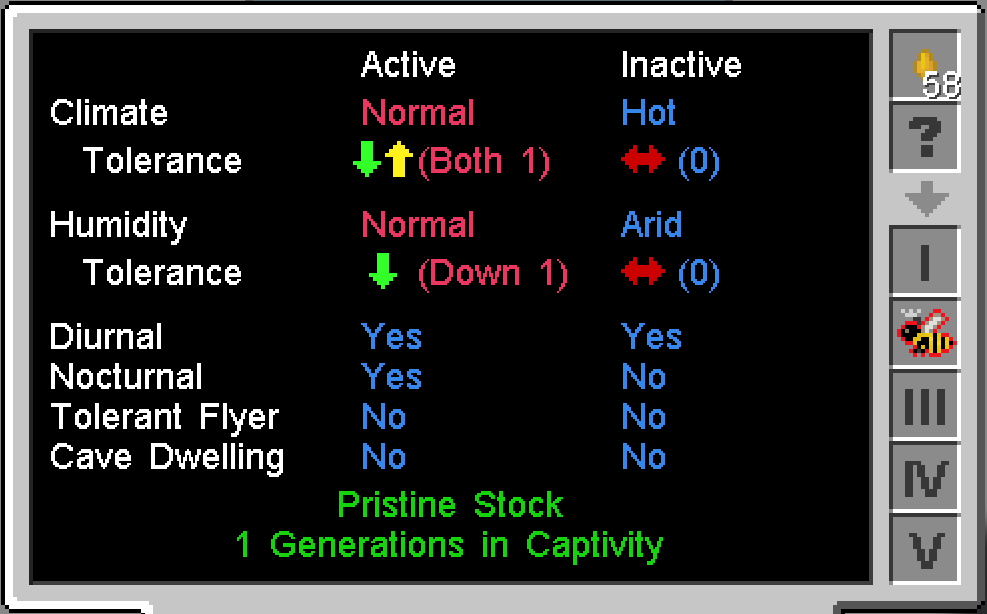 Active Inactive
Climate Normal Hot
Tolerance (Both 1) (0)
Humidity Normal Arid
Tolerance (Down 1) (0)
Diurnal Yes Yes
Nocturnal Yes No
Tolerant Flyer No No
Cave Dwelling No No
Pristine Stock
1 Generations in Captivity
58
?
I
III
IV
V